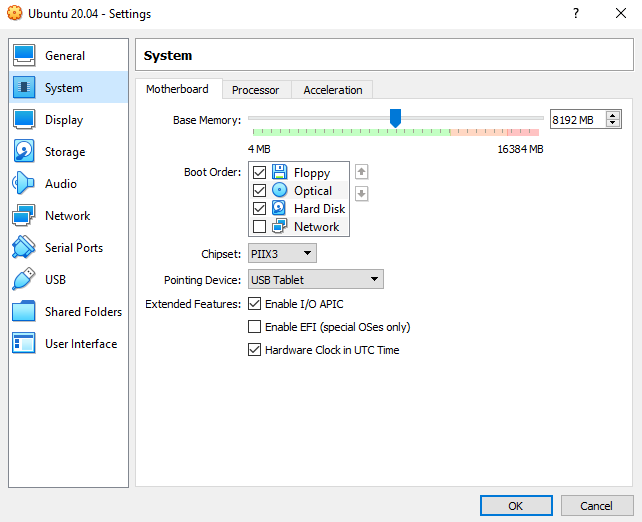 Ubuntu 20.04 - Settings
General
System
Display
Storage
Audio
Network
Serial Ports
USB
Shared Folders
User Interface
System
Motherboard Processor Acceleration
Base Memory: 8192 MB
4 MB 16384 MB
Boot Order: Floppy
Optical
Hard Disk
Network
Chipset: PIIX3
Pointing Device: USB Tablet
Extended Features: Enable I/O APIC
Enable EFI (special OSes only)
Hardware Clock in UTC Time
OK Cancel